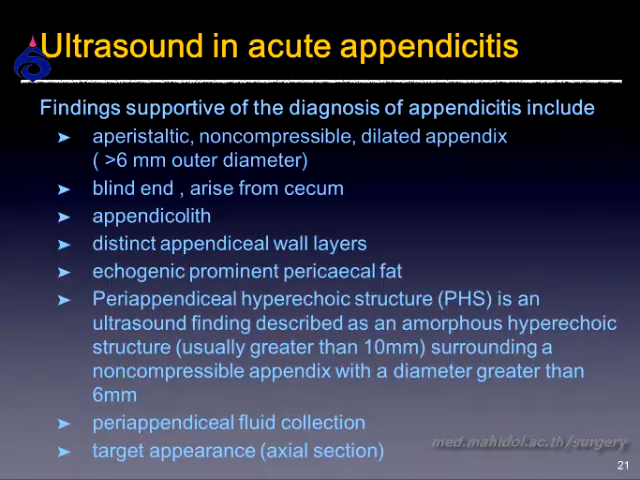 Ultrasound in acute appendicitis
Findings supportive of the diagnosis of appendicitis include
➤ aperistaltic, noncompressible, dilated appendix
( >6 mm outer diameter)
➤ blind end , arise from cecum
➤ appendicolith
➤ distinct appendiceal wall layers
➤ echogenic prominent pericaecal fat
➤ Periappendiceal hyperechoic structure (PHS) is an
ultrasound finding described as an amorphous hyperechoic
structure (usually greater than 10mm) surrounding a
noncompressible appendix with a diameter greater than
6mm
➤ periappendiceal fluid collection
➤ target appearance (axial section)
med.mahidol.ac.th/surgery
21